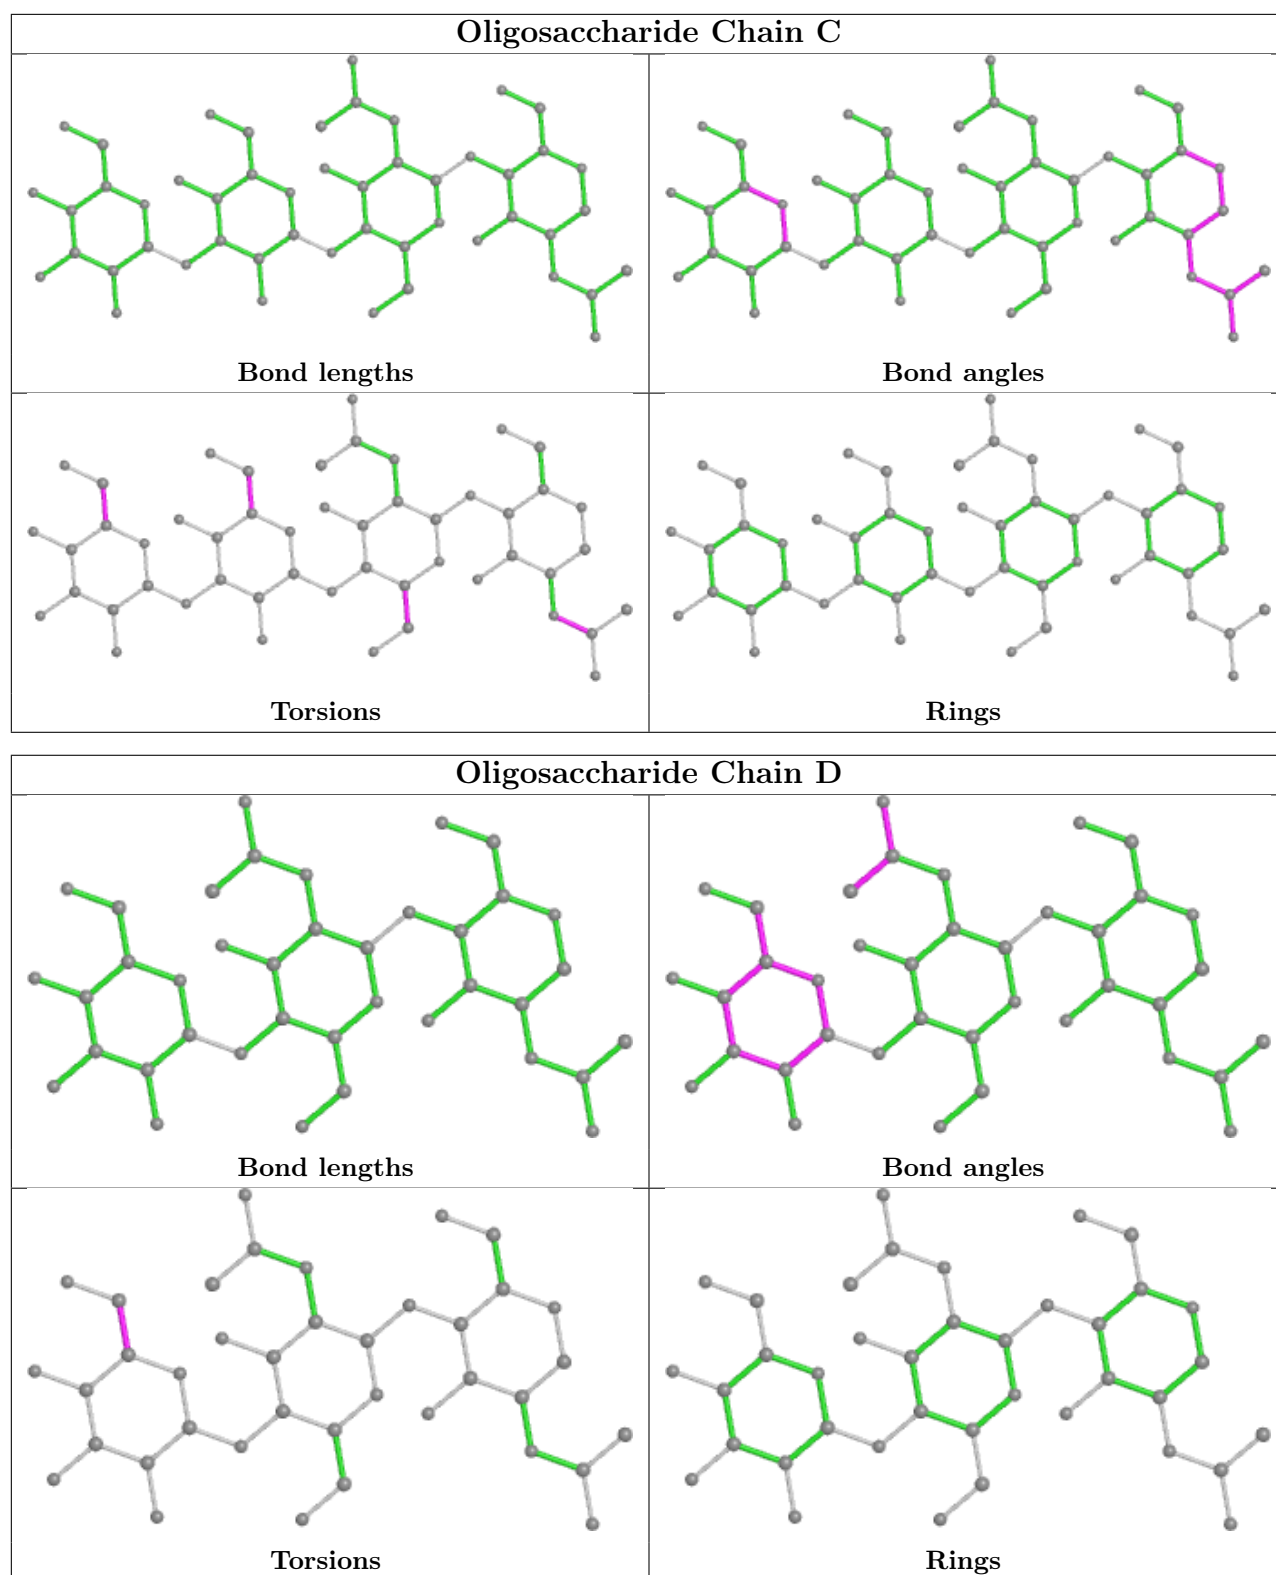 Oligosaccharide Chain C
Bond lengths
Bond angles
Torsions
Rings
Oligosaccharide Chain D
Bond lengths
Bond angles
Torsions
Rings